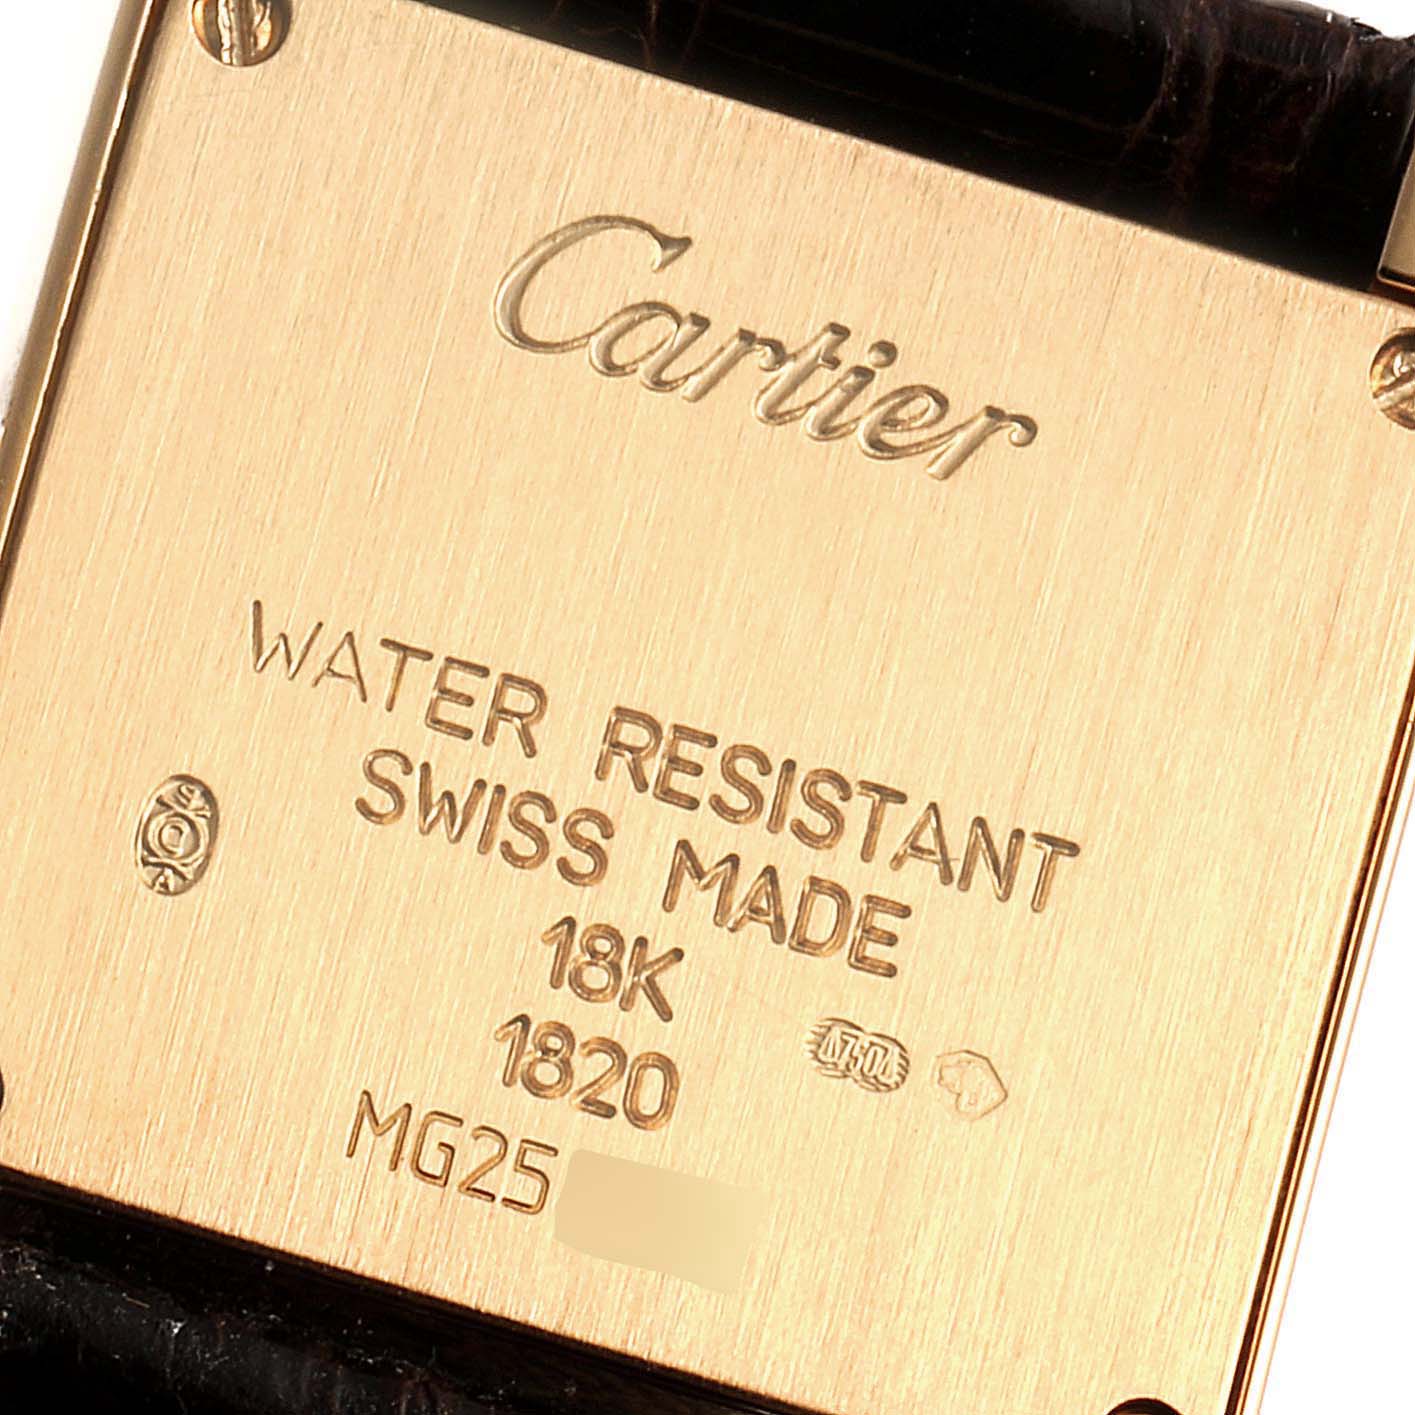 Cartier
WATER RESISTANT
SWISS MADE
18K
1820
MG25